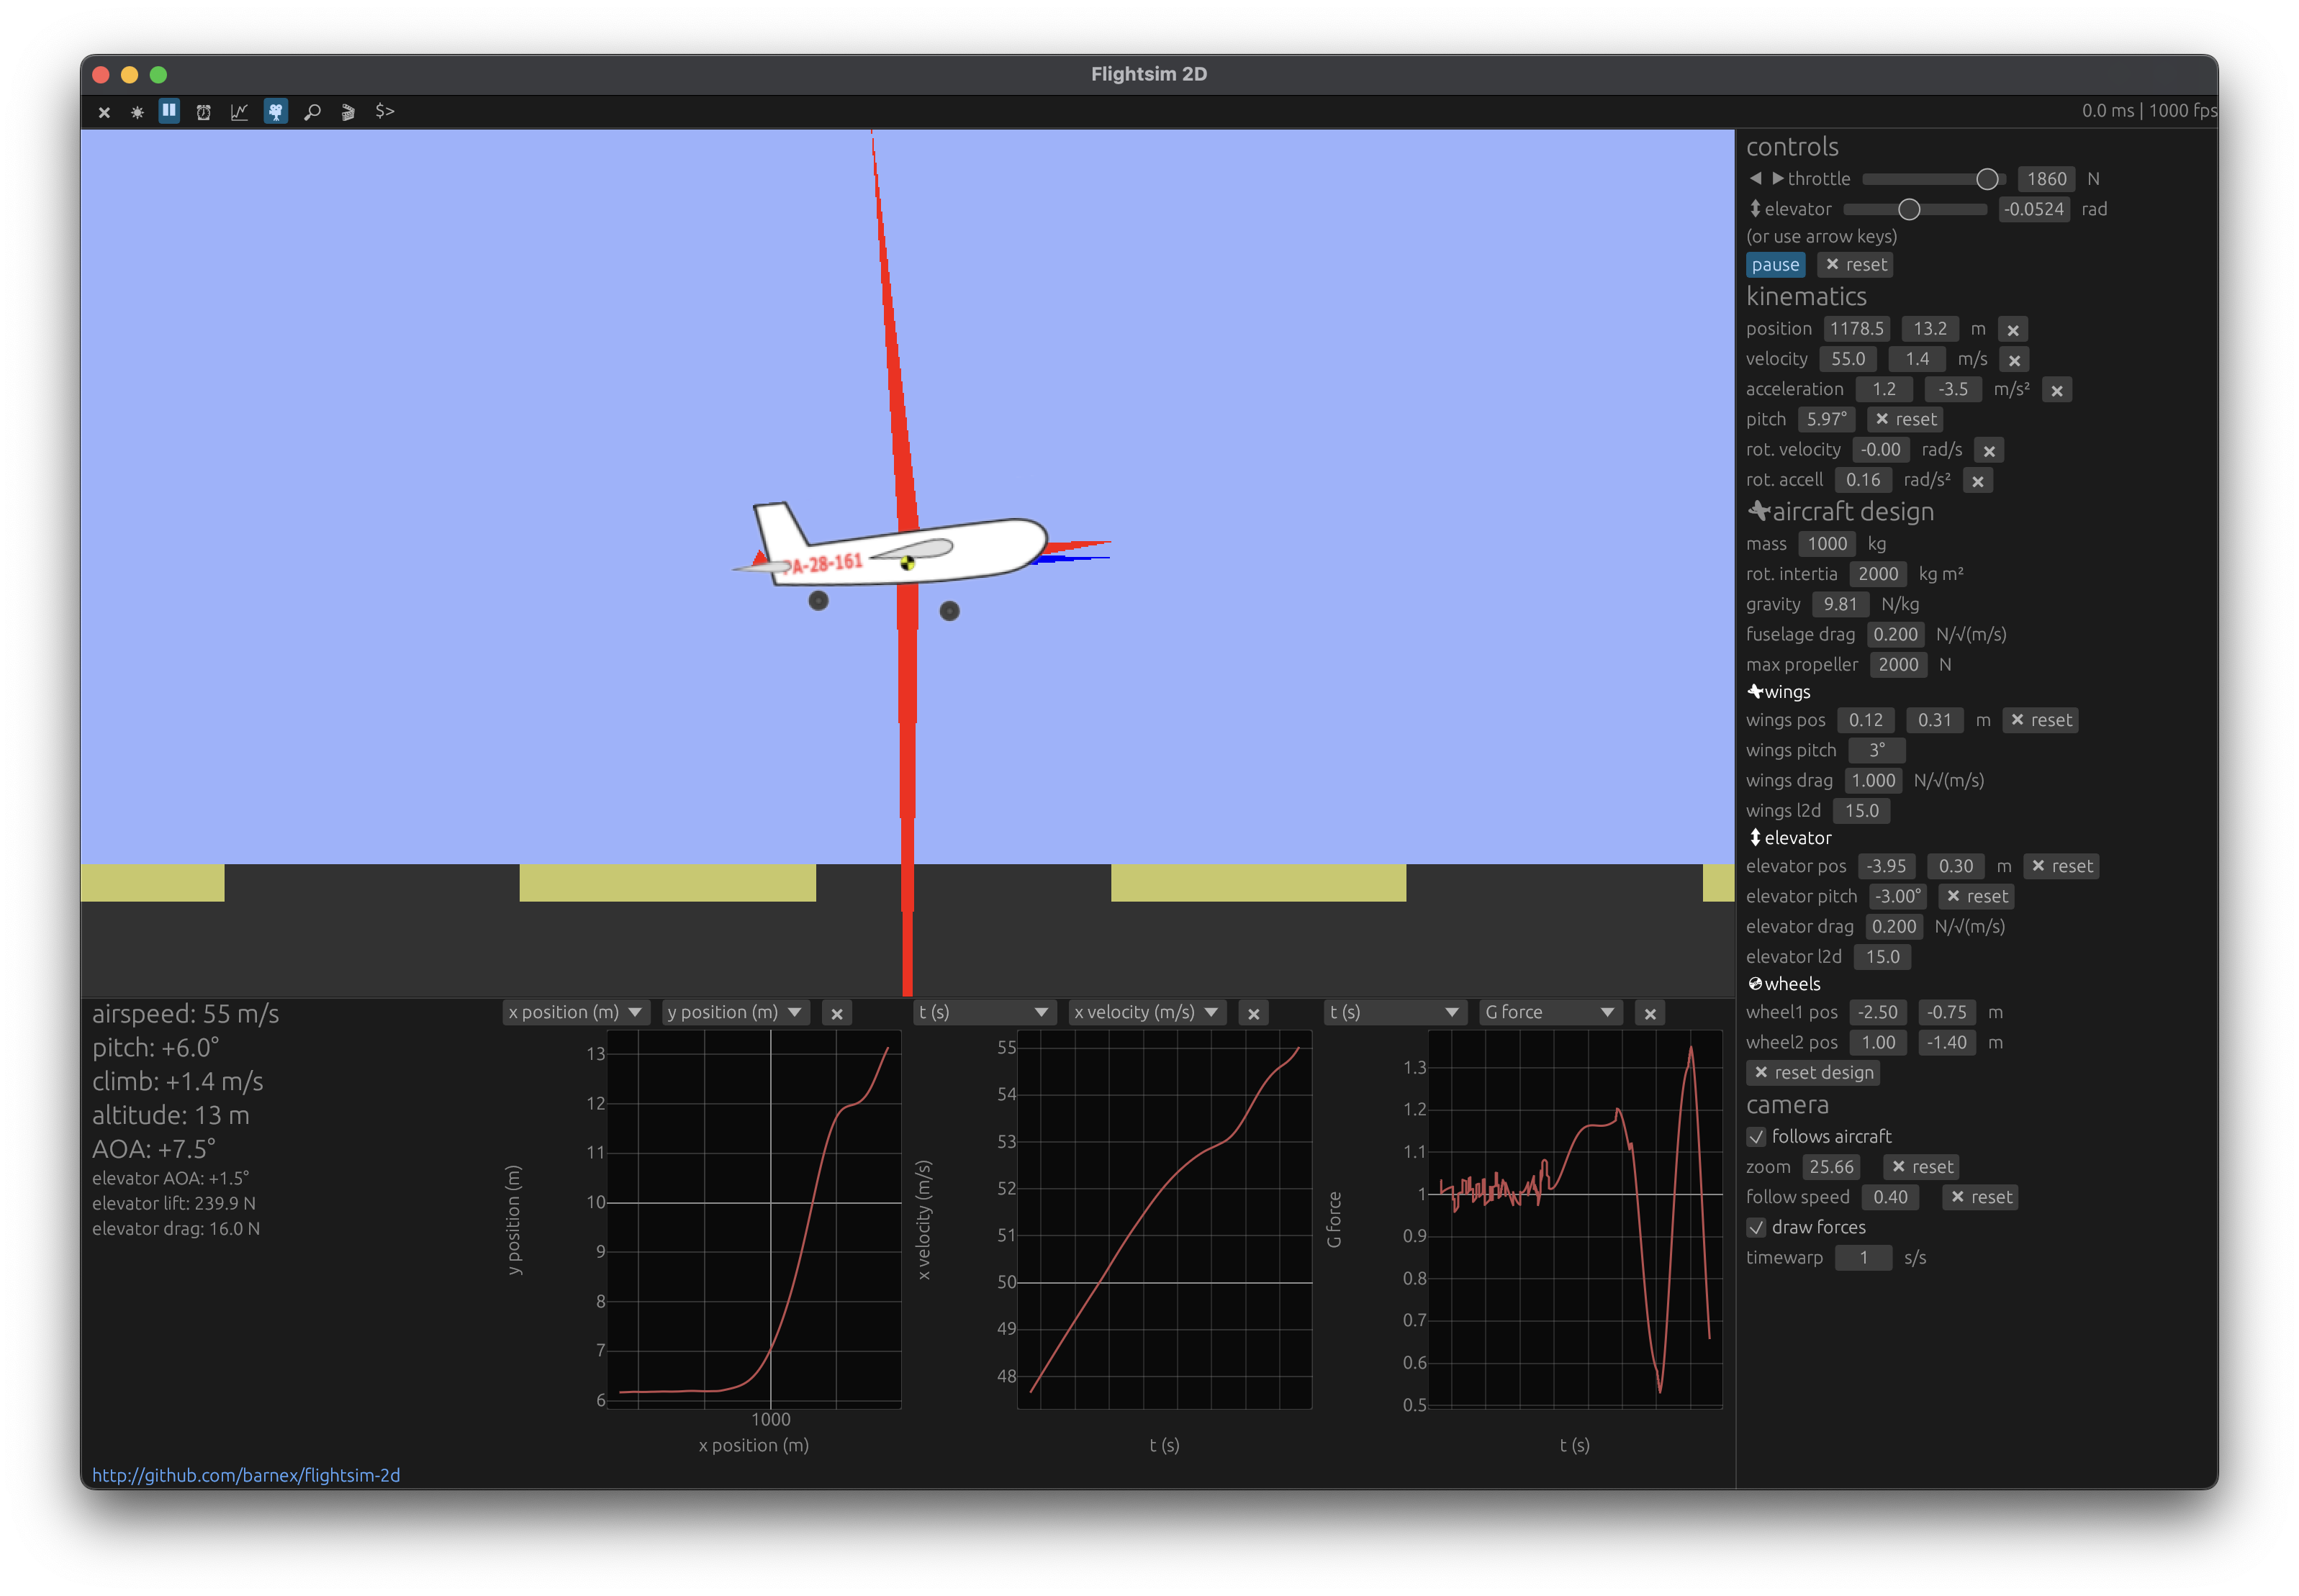 Flightsim 2D
$> 0.0 ms | 1000 fps
PA-28-161
controls
throttle 1860 N
elevator -0.0524 rad
(or use arrow keys)
pause × reset
kinematics
position 1178.5 13.2 m ×
velocity 55.0 1.4 m/s ×
acceleration 1.2 -3.5 m/s² ×
pitch 5.97° × reset
rot. velocity -0.00 rad/s ×
rot. accell 0.16 rad/s² ×
aircraft design
mass 1000 kg
rot. intertia 2000 kg m²
gravity 9.81 N/kg
fuselage drag 0.200 N/√(m/s)
max propeller 2000 N
wings
wings pos 0.12 0.31 m × reset
wings pitch 3°
wings drag 1.000 N/√(m/s)
wings l2d 15.0
elevator
elevator pos -3.95 0.30 m × reset
elevator pitch -3.00° × reset
elevator drag 0.200 N/√(m/s)
elevator l2d 15.0
wheels
wheel1 pos -2.50 -0.75 m
wheel2 pos 1.00 -1.40 m
× reset design
camera
follows aircraft
zoom 25.66 × reset
follow speed 0.40 × reset
draw forces
timewarp 1 s/s
airspeed: 55 m/s
pitch: +6.0°
climb: +1.4 m/s
altitude: 13 m
AOA: +7.5°
elevator AOA: +1.5°
elevator lift: 239.9 N
elevator drag: 16.0 N
http://github.com/barnex/flightsim-2d
x position (m) y position (m) ×
13
12
11
10
9
8
7
6
y position (m)
1000
x position (m)
t (s) x velocity (m/s) ×
55
54
53
52
51
50
49
48
x velocity (m/s)
t (s)
t (s) G force ×
1.3
1.2
1.1
1
0.9
0.8
0.7
0.6
0.5
G force
t (s)